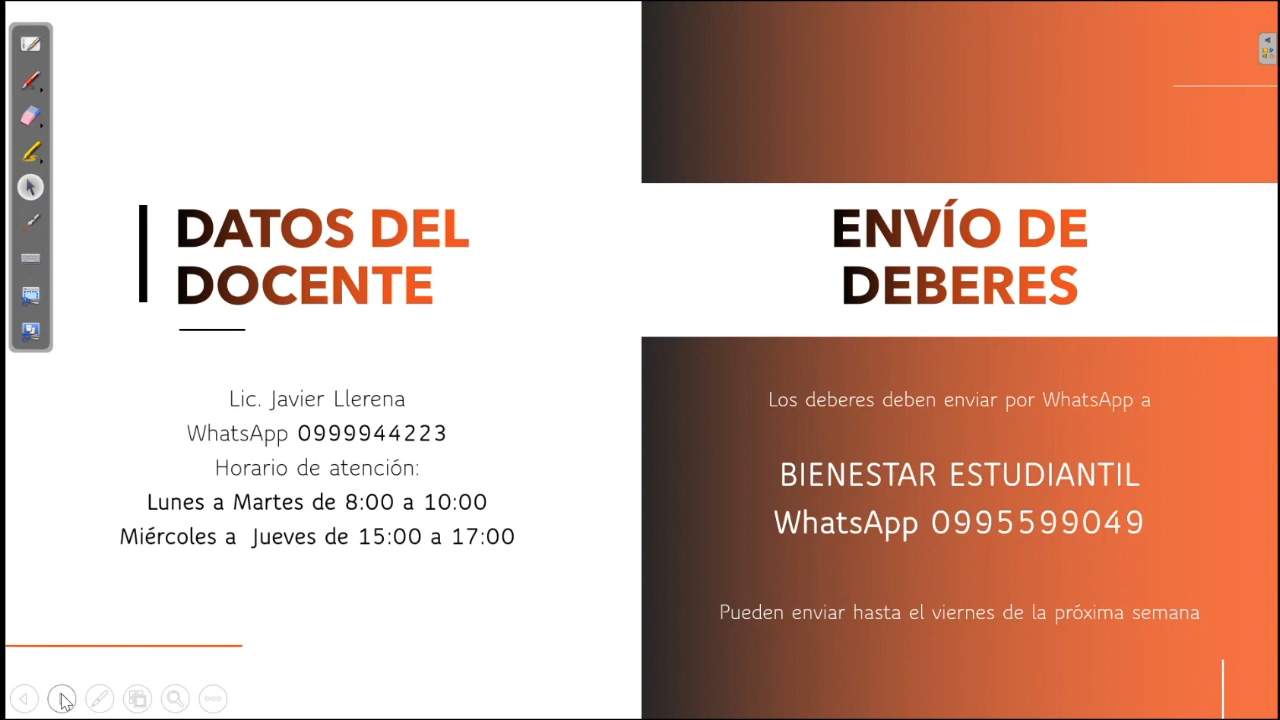 DATOS DEL
DOCENTE
Lic. Javier Llerena
WhatsApp 0999944223
Horario de atención:
Lunes a Martes de 8:00 a 10:00
Miércoles a Jueves de 15:00 a 17:00
ENVÍO DE
DEBERES
Los deberes deben enviar por WhatsApp a
BIENESTAR ESTUDIANTIL
WhatsApp 0995599049
Pueden enviar hasta el viernes de la próxima semana